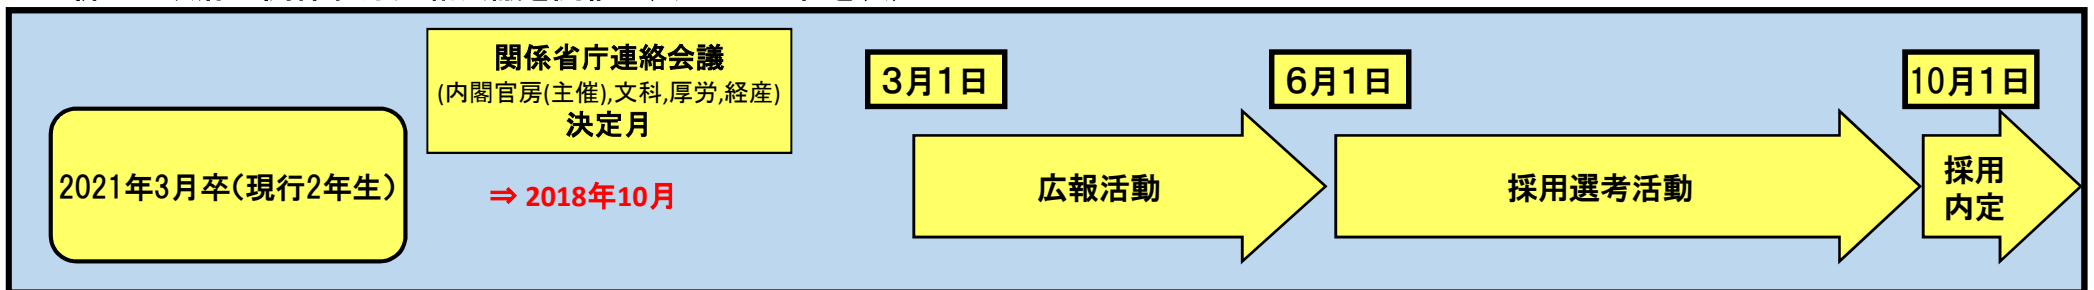 関係省庁連絡会議
(内閣官房(主催),文科,厚労,経産)
決定月
3月1日
6月1日
10月1日
2021年3月卒(現行2年生)
⇒ 2018年10月
広報活動
採用選考活動
採用
内定